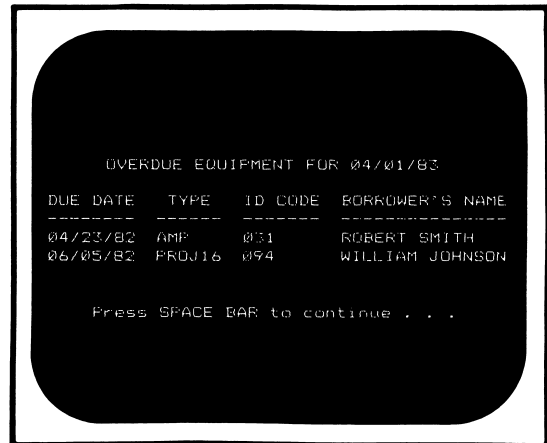 OVERDUE EQUIPMENT FOR 04/01/83
DUE DATE TYPE ID CODE BORROWER'S NAME
-------- ------ ------- ---------------
04/23/82 AMP 031 ROBERT SMITH
06/05/82 PROJ16 094 WILLIAM JOHNSON
Press SPACE BAR to continue . . .